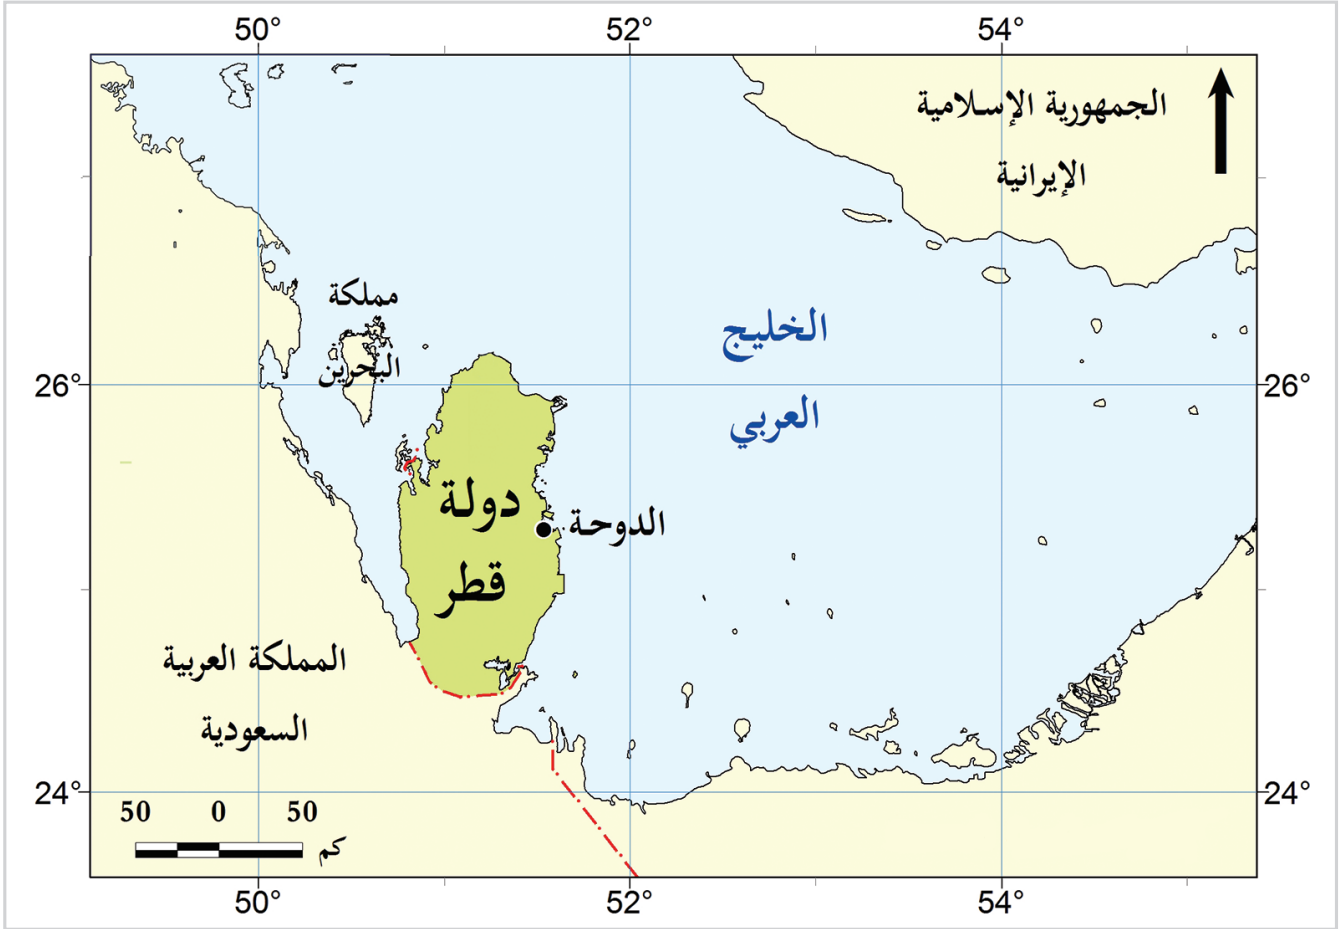 50° 52° 54°
الجمهورية الإسلامية
الإيرانية
مملكة
البحرين
الخليج
العربي
26° 26°
دولة
قطر
الدوحة
المملكة العربية
السعودية
24° 24°
50 0 50
كم
50° 52° 54°